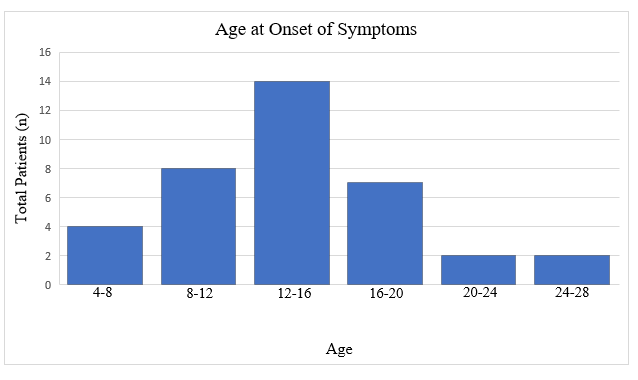 Age at Onset of Symptoms
Total Patients (n)
16
14
12
10
8
6
4
2
0
4-8 8-12 12-16 16-20 20-24 24-28
Age